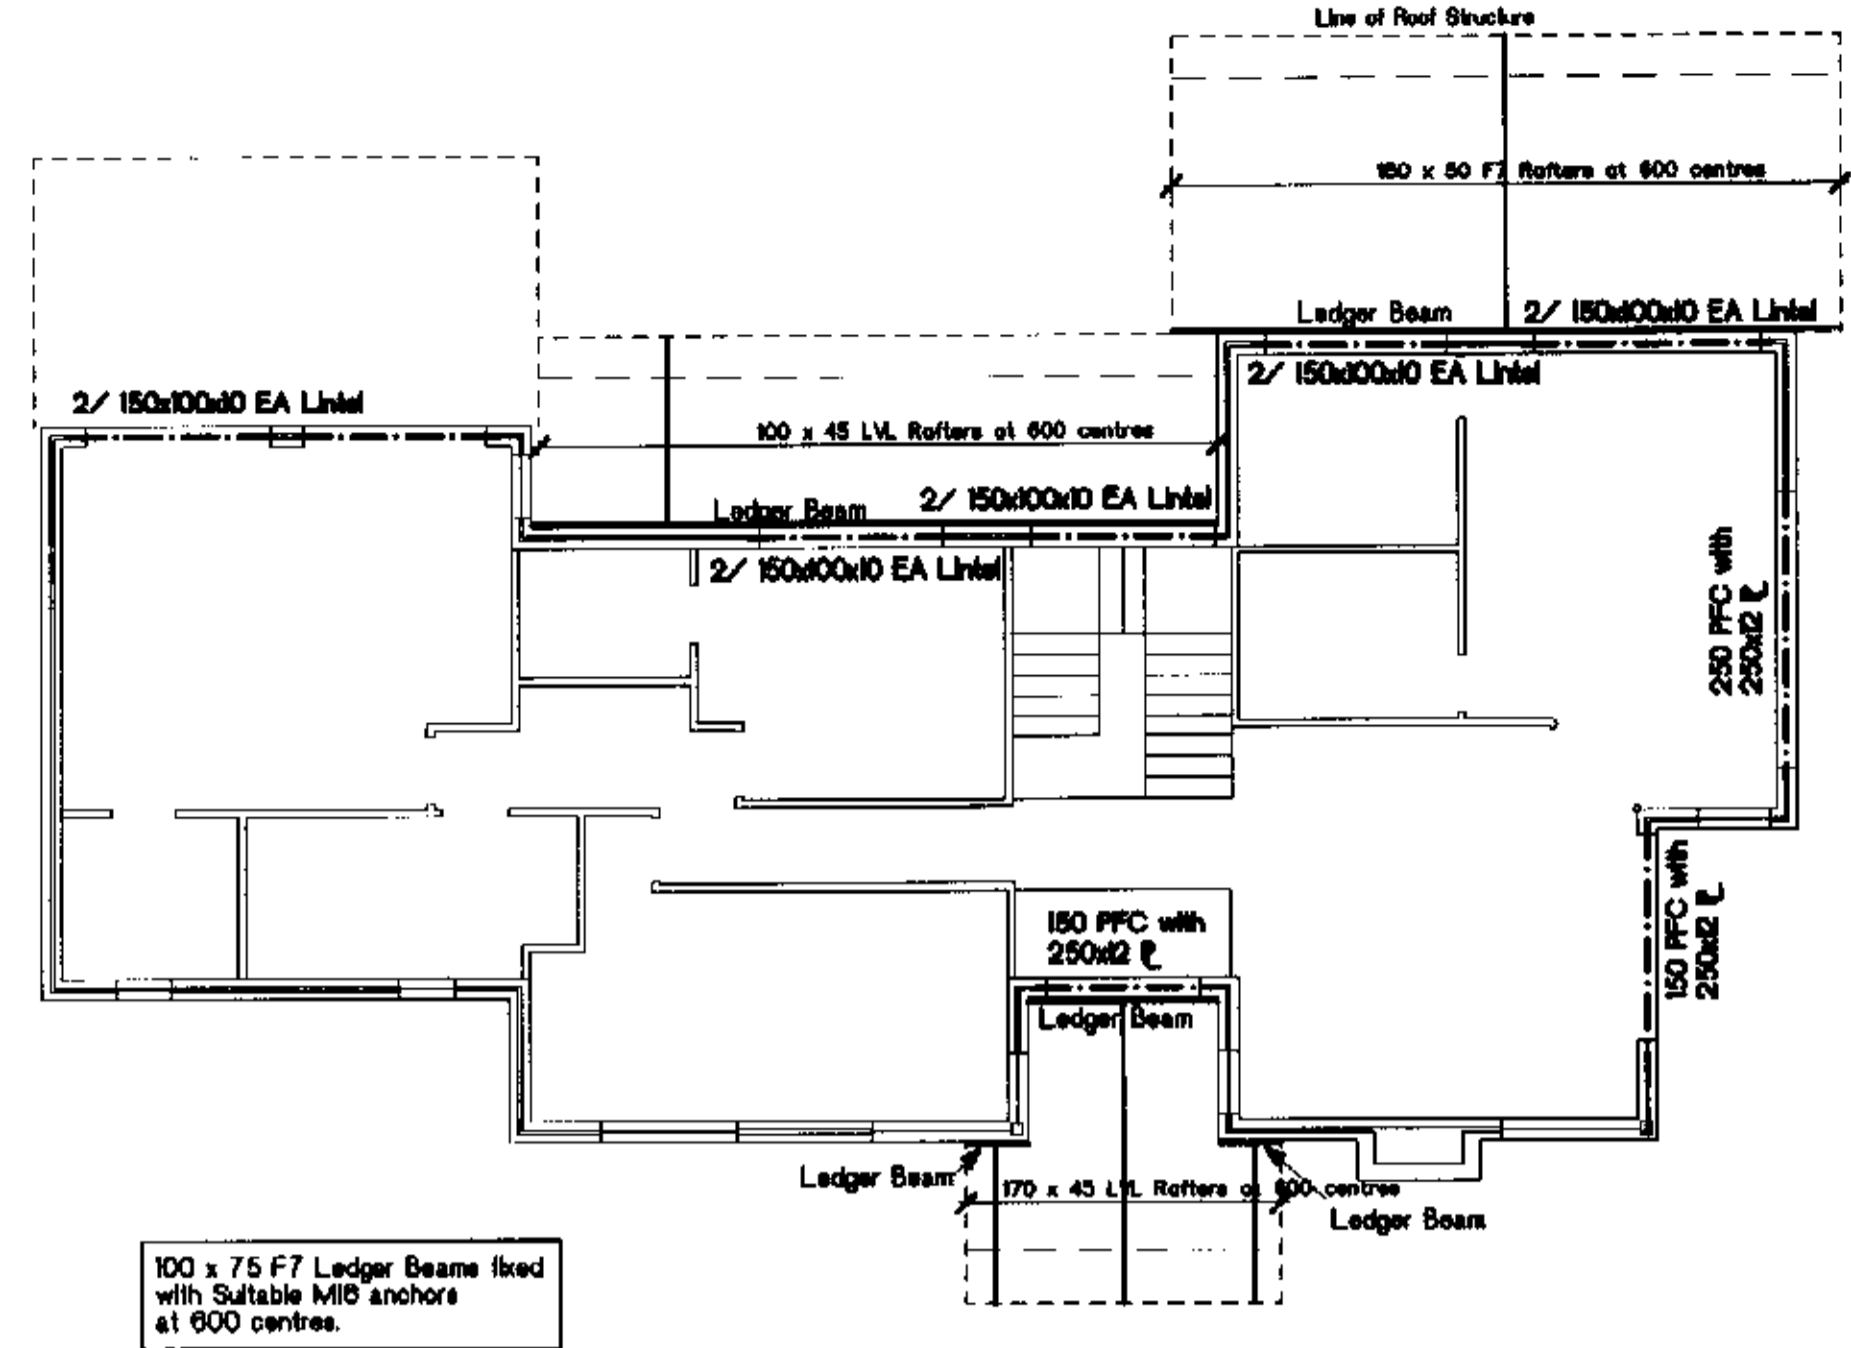 Line of Roof Structure
150 x 50 F7 Rafters at 600 centres
Ledger Beam
2/ 150x100x10 EA Lintel
2/ 150x100x10 EA Lintel
2/ 150x100x10 EA Lintel
100 x 45 LVL Rafters at 600 centres
2/ 150x100x10 EA Lintel
Ledger Beam
2/ 150x100x10 EA Lintel
250 PFC with
250x12 PL
150 PFC with
250x12 PL
150 PFC with
250x12 PL
Ledger Beam
Ledger Beam
170 x 45 LVL Rafters at 600 centres
Ledger Beam
100 x 75 F7 Ledger Beams fixed
with Suitable M16 anchors
at 600 centres.